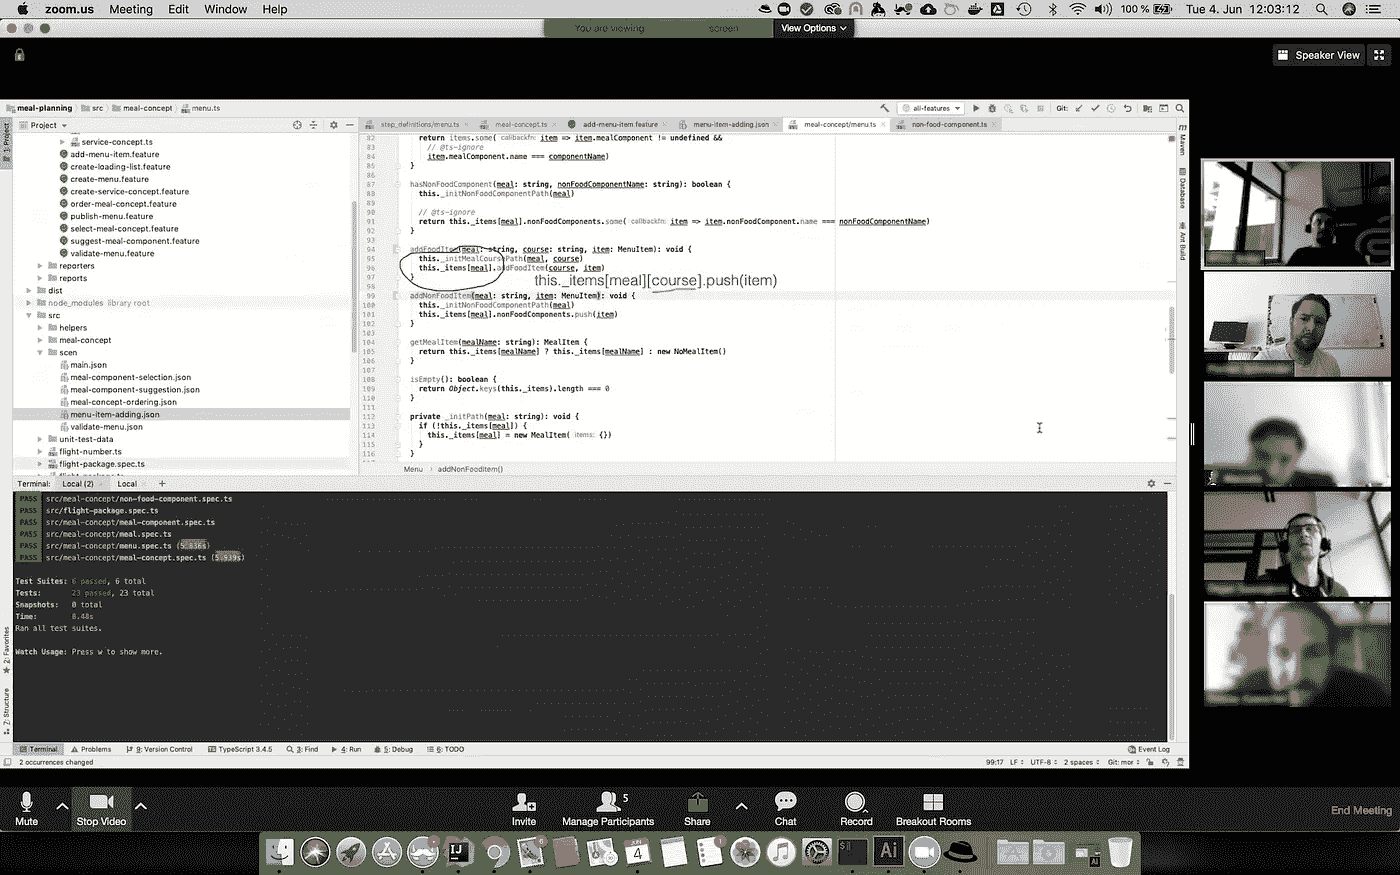 zoom.us Meeting Edit Window Help
100 % Tue 4. Jun 12:03:12
You are viewing screen View Options
Speaker View
meal-planning src meal-concept menu.ts
all-features Git:
Project
step_definitions/menu.ts meal-concept.ts add-menu-item.feature menu-item-adding.json meal-concept/menu.ts non-food-component.ts
1: Project
service-concept.ts
add-menu-item.feature
create-loading-list.feature
create-menu.feature
create-service-concept.feature
order-meal-concept.feature
publish-menu.feature
select-meal-component.feature
suggest-meal-component.feature
validate-menu.feature
reporters
reports
dist
node_modules library root
src
helpers
meal-concept
scen
main.json
meal-component-selection.json
meal-component-suggestion.json
meal-concept-ordering.json
menu-item-adding.json
validate-menu.json
unit-test-data
flight-number.ts
flight-package.spec.ts
82 return items.some( callbackfn: item => item.mealComponent != undefined &&
83 // @ts-ignore
84 item.mealComponent.name === componentName)
85 }
86
87 hasNonFoodComponent(meal: string, nonFoodComponentName: string): boolean {
88 this._initNonFoodComponentPath(meal)
89
90 // @ts-ignore
91 return this._items[meal].nonFoodComponents.some( callbackfn: item => item.nonFoodComponent.name === nonFoodComponentName)
92 }
93
94 addFoodItem(meal: string, course: string, item: MenuItem): void {
95 this._initMealCoursePath(meal, course)
96 this._items[meal].addFoodItem(course, item)
97 }
this._items[meal][course].push(item)
99 addNonFoodItem(meal: string, item: MenuItem): void {
100 this._initNonFoodComponentPath(meal)
101 this._items[meal].nonFoodComponents.push(item)
102 }
103
104 getMealItem(mealName: string): MealItem {
105 return this._items[mealName] ? this._items[mealName] : new NoMealItem()
106 }
107
108 isEmpty(): boolean {
109 return Object.keys(this._items).length === 0
110 }
111
112 private _initPath(meal: string): void {
113 if (!this._items[meal]) {
114 this._items[meal] = new MealItem( items: {})
115 }
116 }
Menu addNonFoodItem()
Maven
Database
Ant Build
Terminal: Local (2) Local
PASS src/meal-concept/non-food-component.spec.ts
PASS src/flight-package.spec.ts
PASS src/meal-concept/meal-component.spec.ts
PASS src/meal-concept/meal.spec.ts
PASS src/meal-concept/menu.spec.ts
PASS src/meal-concept/meal-concept.spec.ts (5.939s)
Test Suites: 6 passed, 6 total
Tests: 23 passed, 23 total
Snapshots: 0 total
Time: 8.48s
Ran all test suites.
Watch Usage: Press w to show more.
2: Favorites
7: Structure
Terminal Problems 9: Version Control TypeScript 3.4.5 3: Find 4: Run 5: Debug 6: TODO Event Log
2 occurrences changed 99:17 LF UTF-8 2 spaces Git: mor
Mute Stop Video Invite Manage Participants 5 Share Chat Record Breakout Rooms End Meeting
IJ
JUN
4
Ai